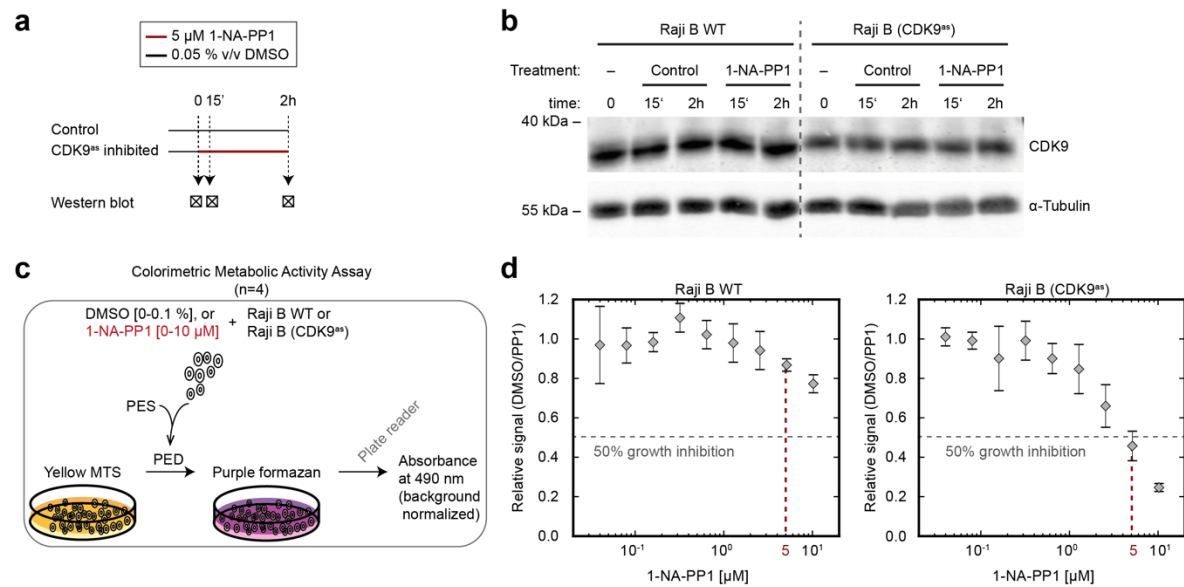 a
5 µM 1-NA-PP1
0.05 % v/v DMSO
0 15' 2h
Control
CDK9as inhibited
Western blot
b
Raji B WT
Raji B (CDK9as)
Treatment: – Control 1-NA-PP1 – Control 1-NA-PP1
time: 0 15‘ 2h 15‘ 2h 0 15‘ 2h 15‘ 2h
40 kDa –
CDK9
55 kDa –
α-Tubulin
c
Colorimetric Metabolic Activity Assay
(n=4)
DMSO [0-0.1 %], or
1-NA-PP1 [0-10 µM]
+
Raji B WT or
Raji B (CDK9as)
PES
PED
Yellow MTS
Purple formazan
Plate reader
Absorbance
at 490 nm
(background
normalized)
d
Raji B WT
Relative signal (DMSO/PP1)
1.2
1.0
0.8
0.6
0.4
0.2
0.0
50% growth inhibition
10-1 100 5 101
1-NA-PP1 [µM]
Raji B (CDK9as)
Relative signal (DMSO/PP1)
1.2
1.0
0.8
0.6
0.4
0.2
0.0
50% growth inhibition
10-1 100 5 101
1-NA-PP1 [µM]